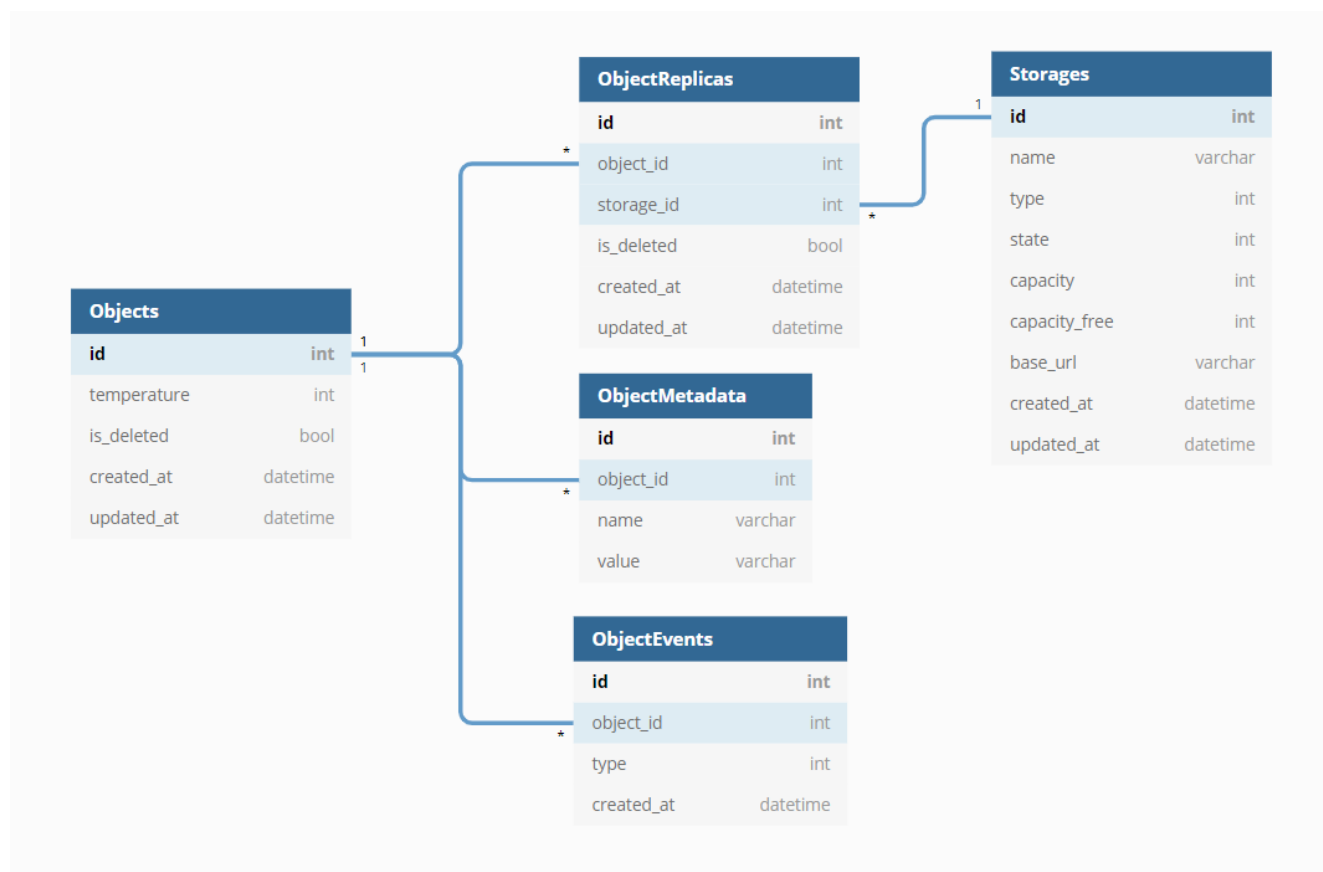 ObjectReplicas
id int
* object_id int
storage_id int *
is_deleted bool
created_at datetime
updated_at datetime
Storages
1 id int
name varchar
type int
state int
capacity int
capacity_free int
base_url varchar
created_at datetime
updated_at datetime
Objects
id int 1
1
temperature int
is_deleted bool
created_at datetime
updated_at datetime
ObjectMetadata
id int
object_id int
*
name varchar
value varchar
ObjectEvents
id int
object_id int
*
type int
created_at datetime